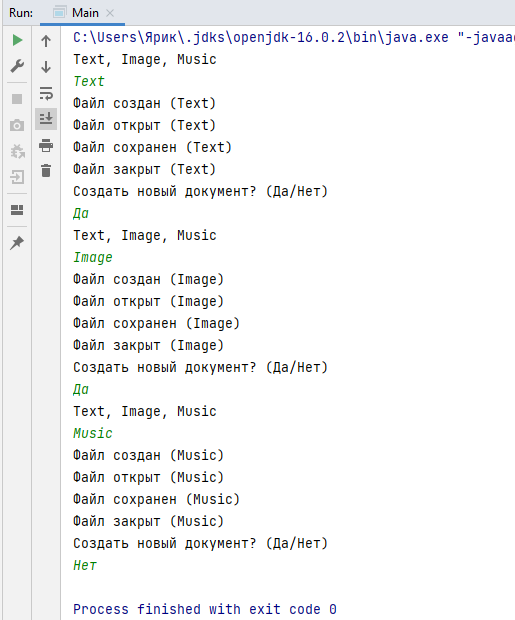 Run: Main
C:\Users\Ярик\.jdks\openjdk-16.0.2\bin\java.exe "-javaa
Text, Image, Music
Text
Файл создан (Text)
Файл открыт (Text)
Файл сохранен (Text)
Файл закрыт (Text)
Создать новый документ? (Да/Нет)
Да
Text, Image, Music
Image
Файл создан (Image)
Файл открыт (Image)
Файл сохранен (Image)
Файл закрыт (Image)
Создать новый документ? (Да/Нет)
Да
Text, Image, Music
Music
Файл создан (Music)
Файл открыт (Music)
Файл сохранен (Music)
Файл закрыт (Music)
Создать новый документ? (Да/Нет)
Нет
Process finished with exit code 0